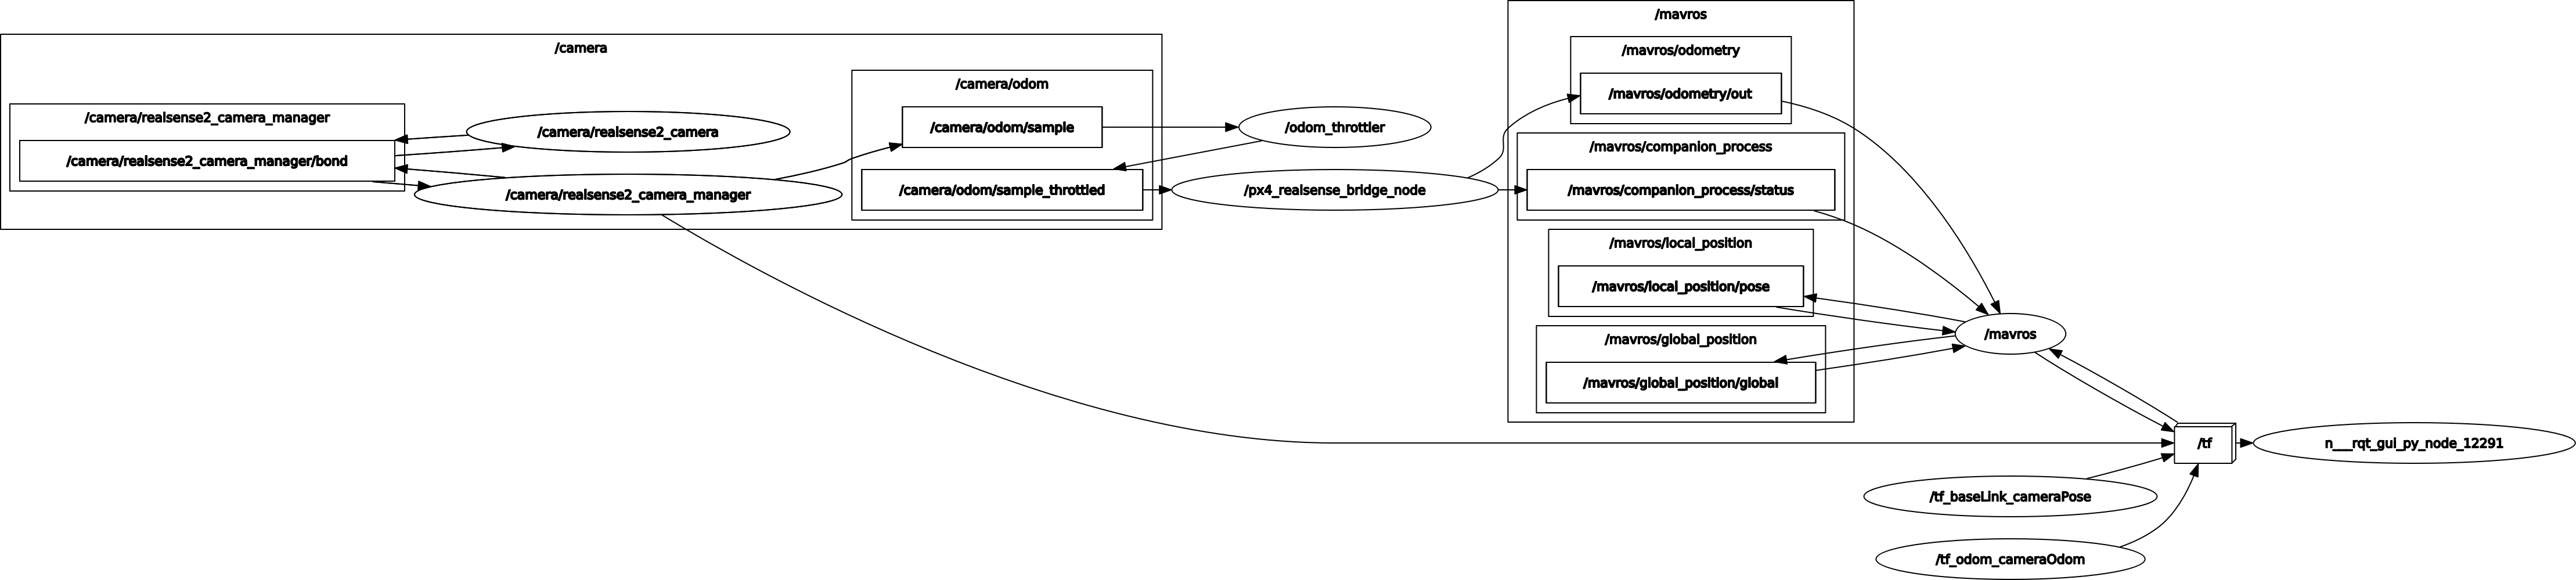 /camera
/camera/realsense2_camera_manager
/camera/realsense2_camera_manager/bond
/camera/realsense2_camera
/camera/realsense2_camera_manager
/camera/odom
/camera/odom/sample
/camera/odom/sample_throttled
/odom_throttler
/px4_realsense_bridge_node
/mavros
/mavros/odometry
/mavros/odometry/out
/mavros/companion_process
/mavros/companion_process/status
/mavros/local_position
/mavros/local_position/pose
/mavros/global_position
/mavros/global_position/global
/mavros
/tf
n___rqt_gui_py_node_12291
/tf_baseLink_cameraPose
/tf_odom_cameraOdom